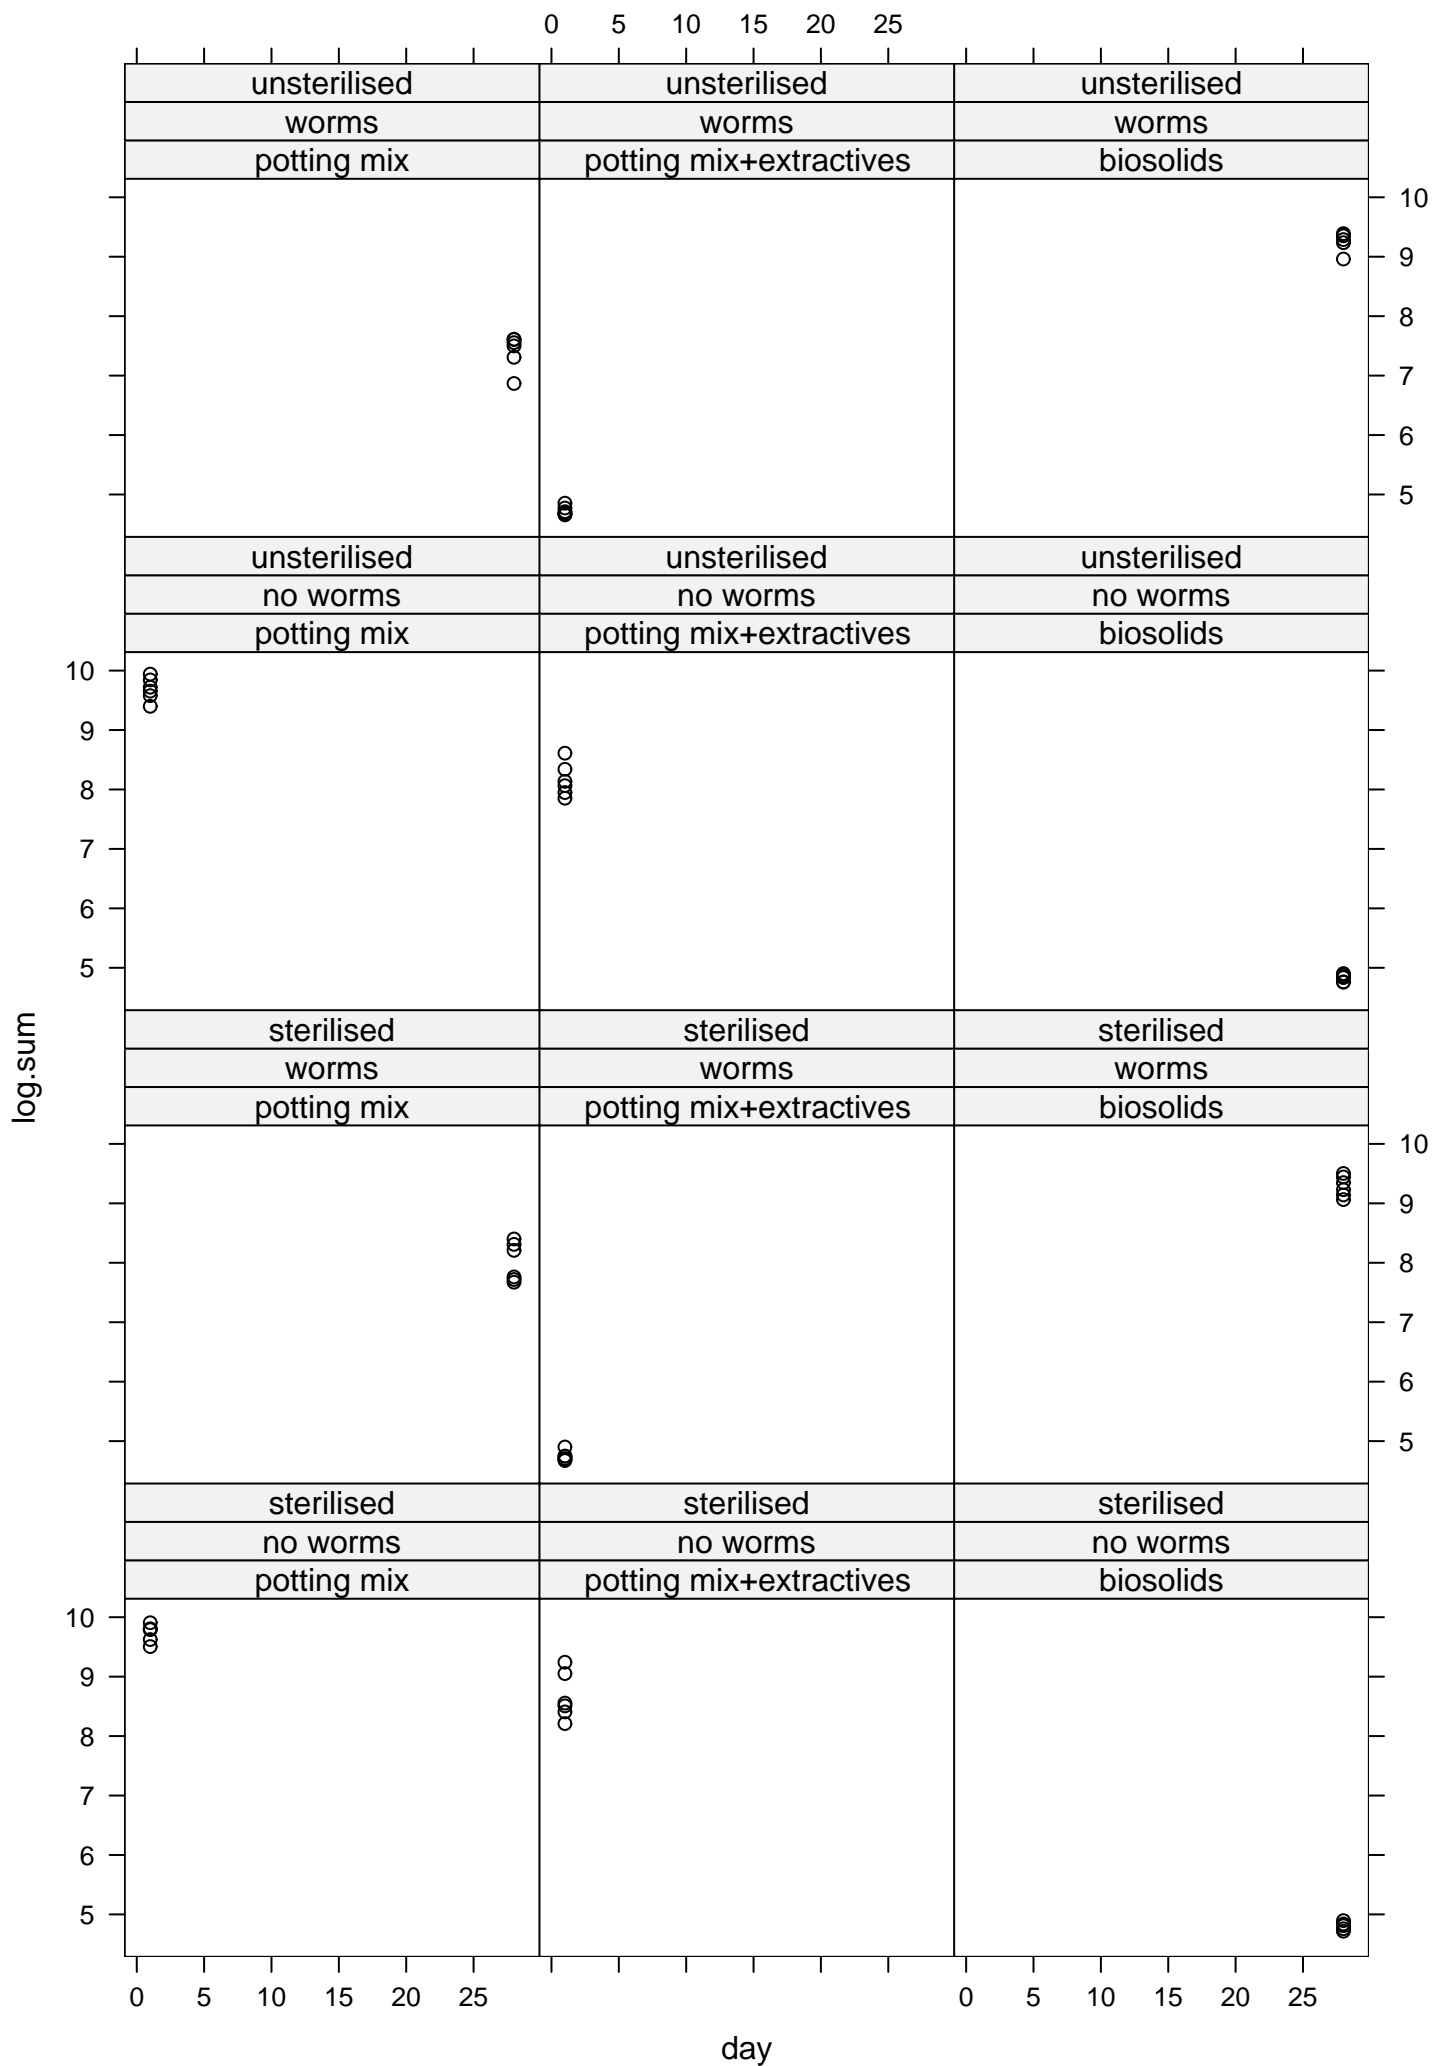 0 5 10 15 20 25
unsterilised unsterilised unsterilised
worms worms worms
potting mix potting mix+extractives biosolids
10
9
8
7
6
5
unsterilised unsterilised unsterilised
no worms no worms no worms
potting mix potting mix+extractives biosolids
10
9
8
7
6
5
log.sum
sterilised sterilised sterilised
worms worms worms
potting mix potting mix+extractives biosolids
10
9
8
7
6
5
sterilised sterilised sterilised
no worms no worms no worms
potting mix potting mix+extractives biosolids
10
9
8
7
6
5
0 5 10 15 20 25 0 5 10 15 20 25
day